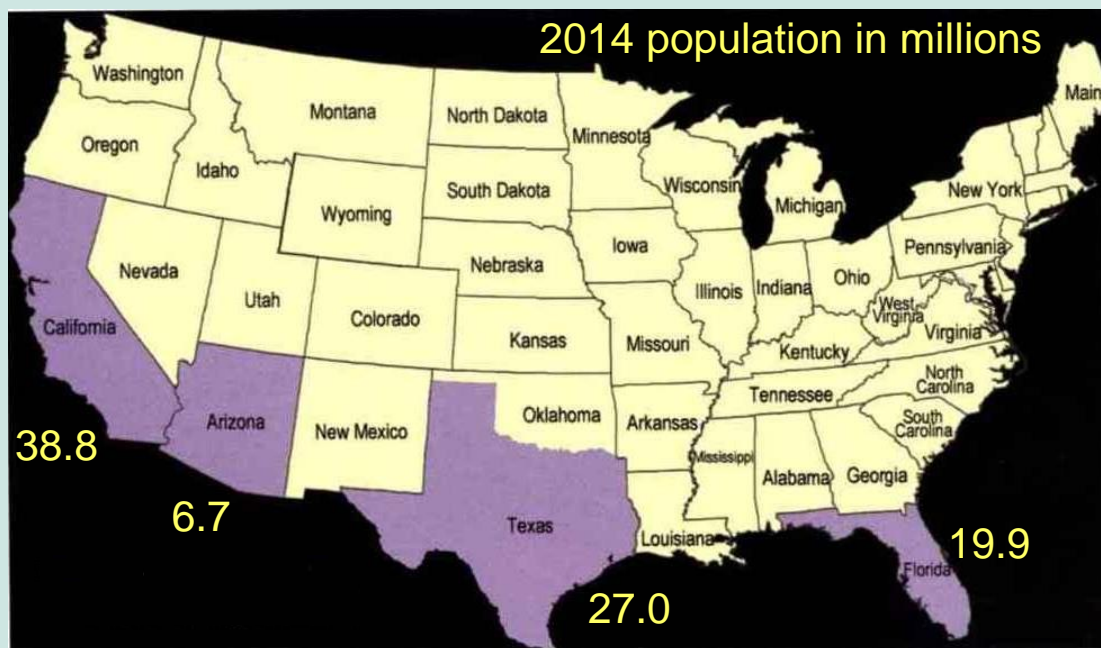 2014 population in millions
Washington
Montana
North Dakota
Minnesota
Main
Oregon
Idaho
South Dakota
Wisconsin
Michigan
New York
Wyoming
Nebraska
Iowa
Pennsylvania
Nevada
Utah
Colorado
Illinois
Indiana
Ohio
West
Virginia
Virginia
California
Kansas
Missouri
Kentucky
North
Carolina
Tennessee
Arizona
New Mexico
Oklahoma
Arkansas
South
Carolina
38.8
Mississippi
Alabama
Georgia
6.7
Texas
Louisiana
19.9
Florida
27.0